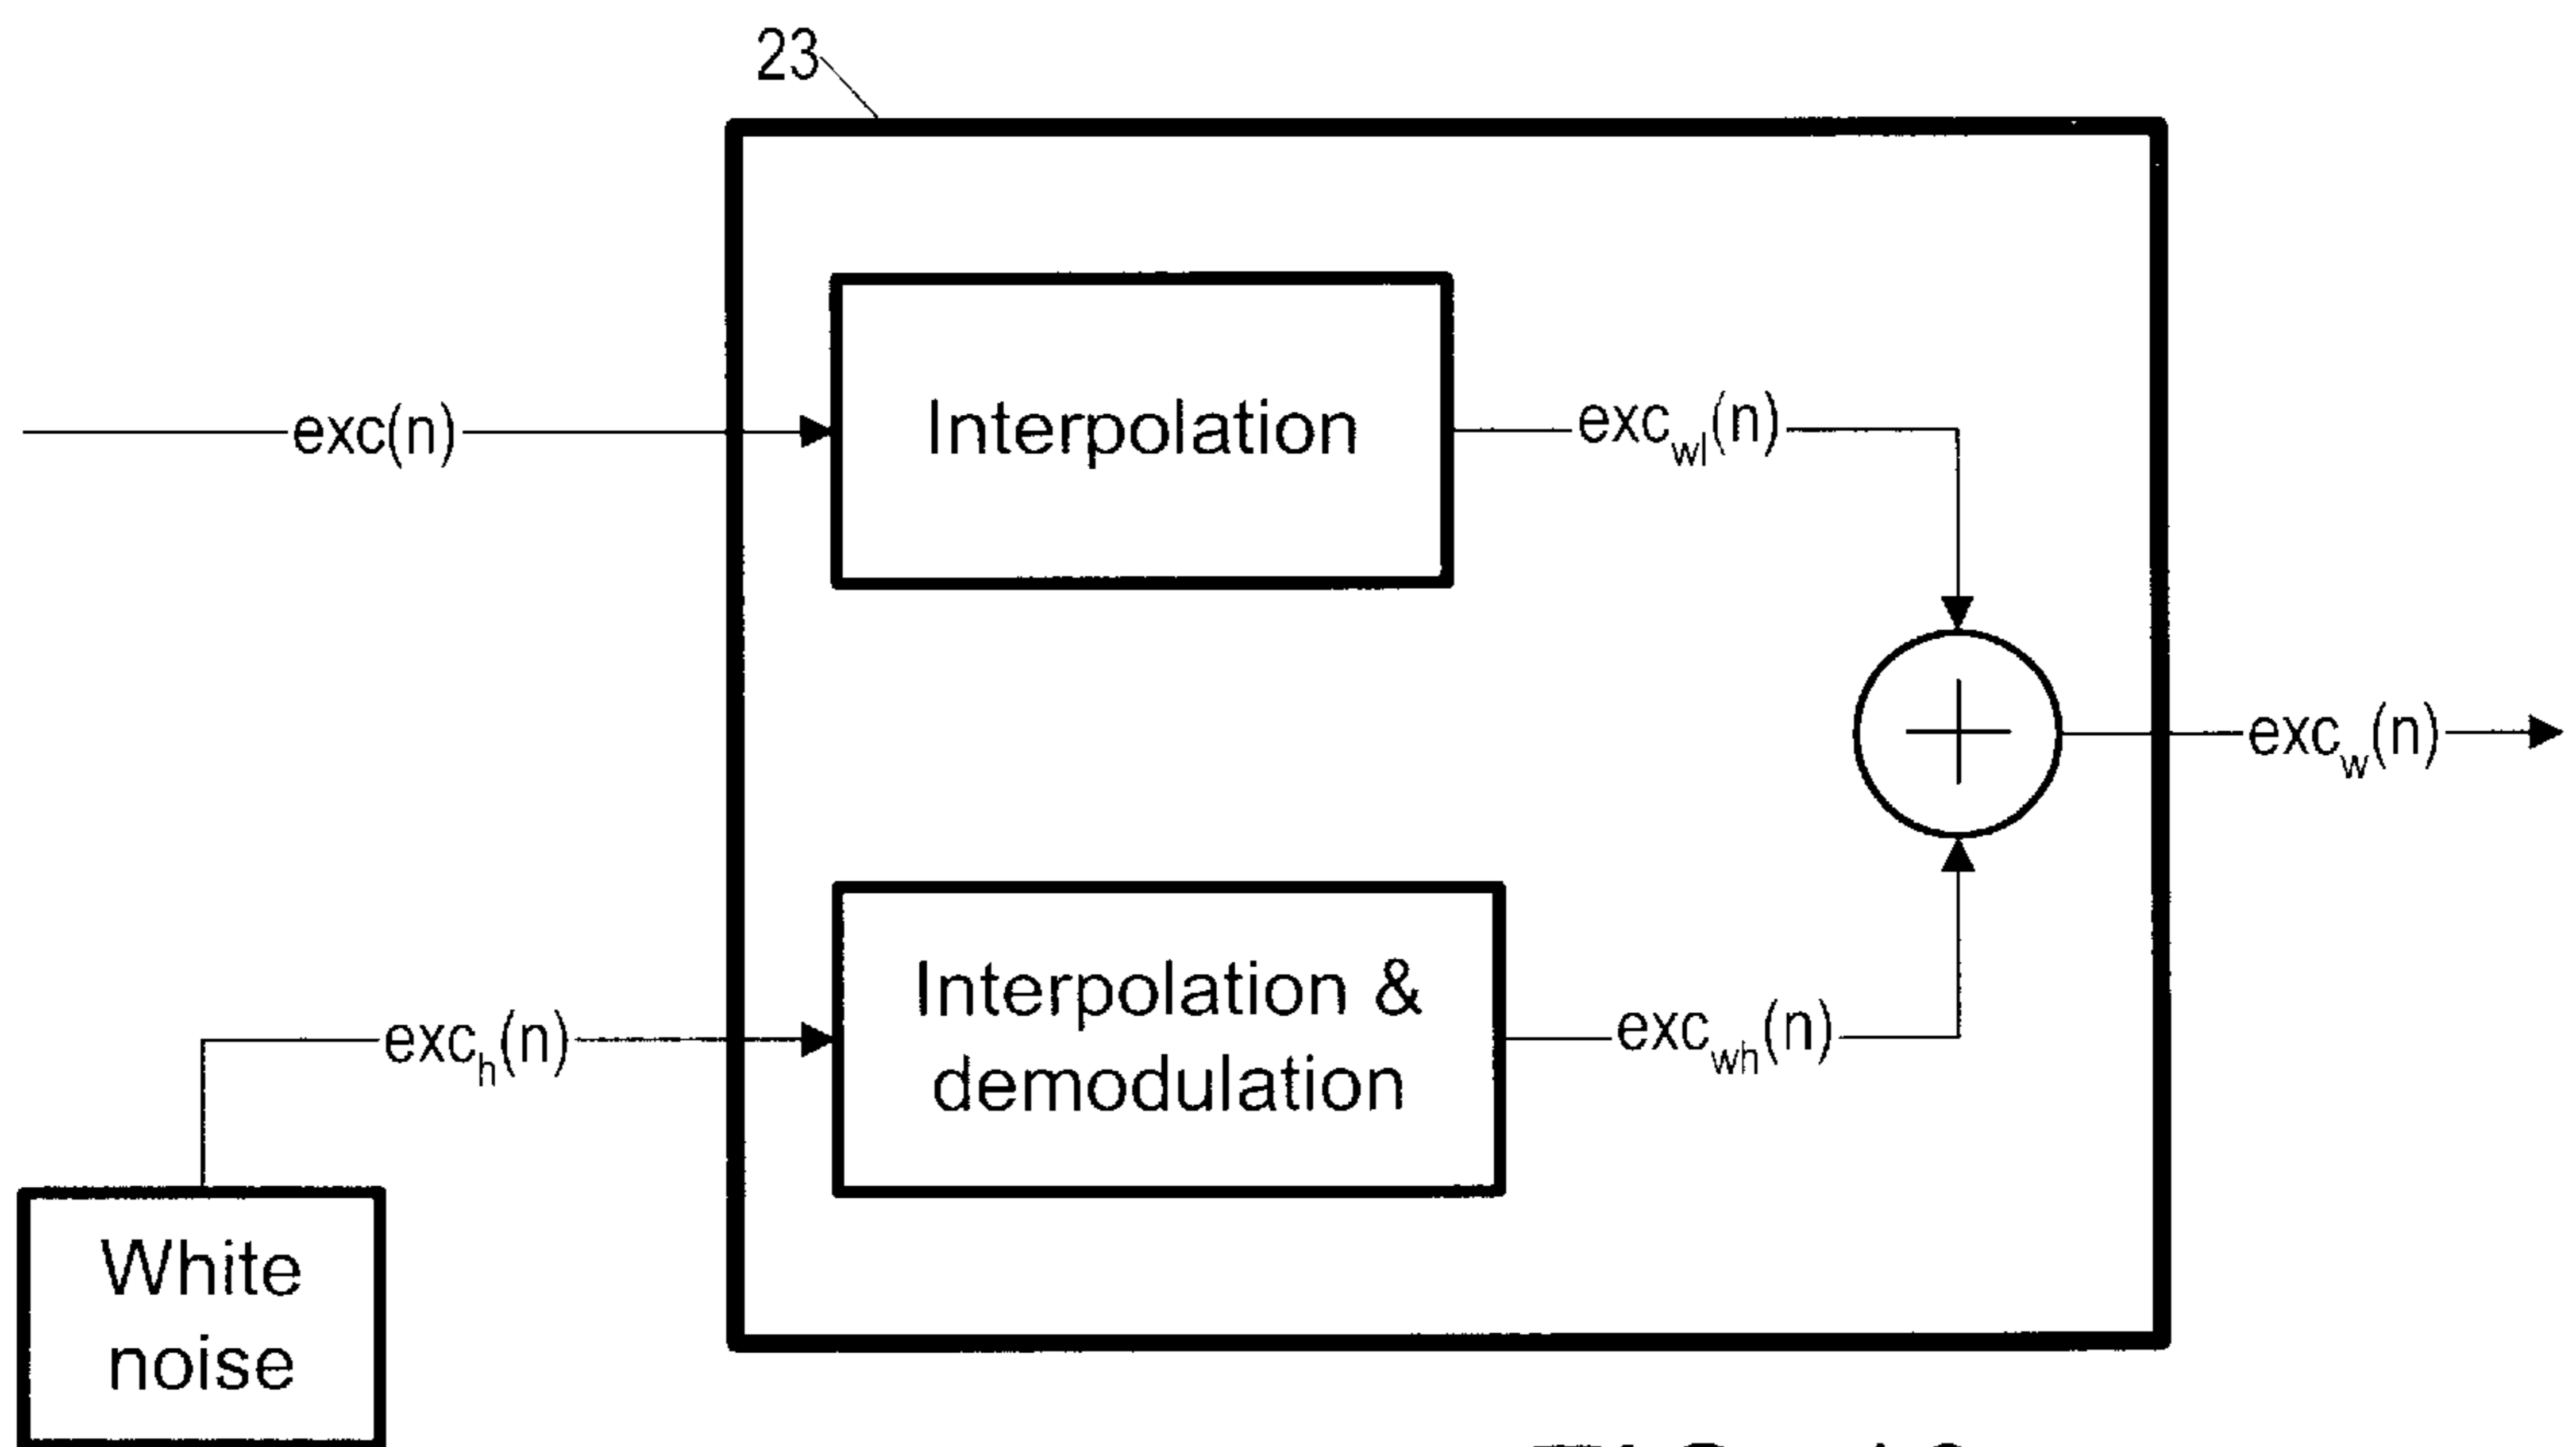 23
exc(n)
Interpolation
exc_wl(n)
exc_w(n)
exc_h(n)
Interpolation &
demodulation
exc_wh(n)
White
noise